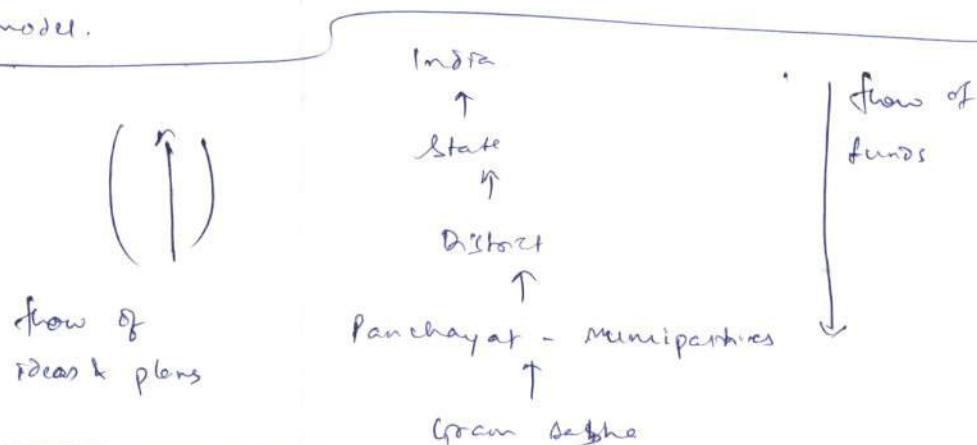 model.
India
↑
State
↑
District
↑
Panchayat - Municipalities
↑
Gram Sabha
flow of
ideas & plans
flow of
funds